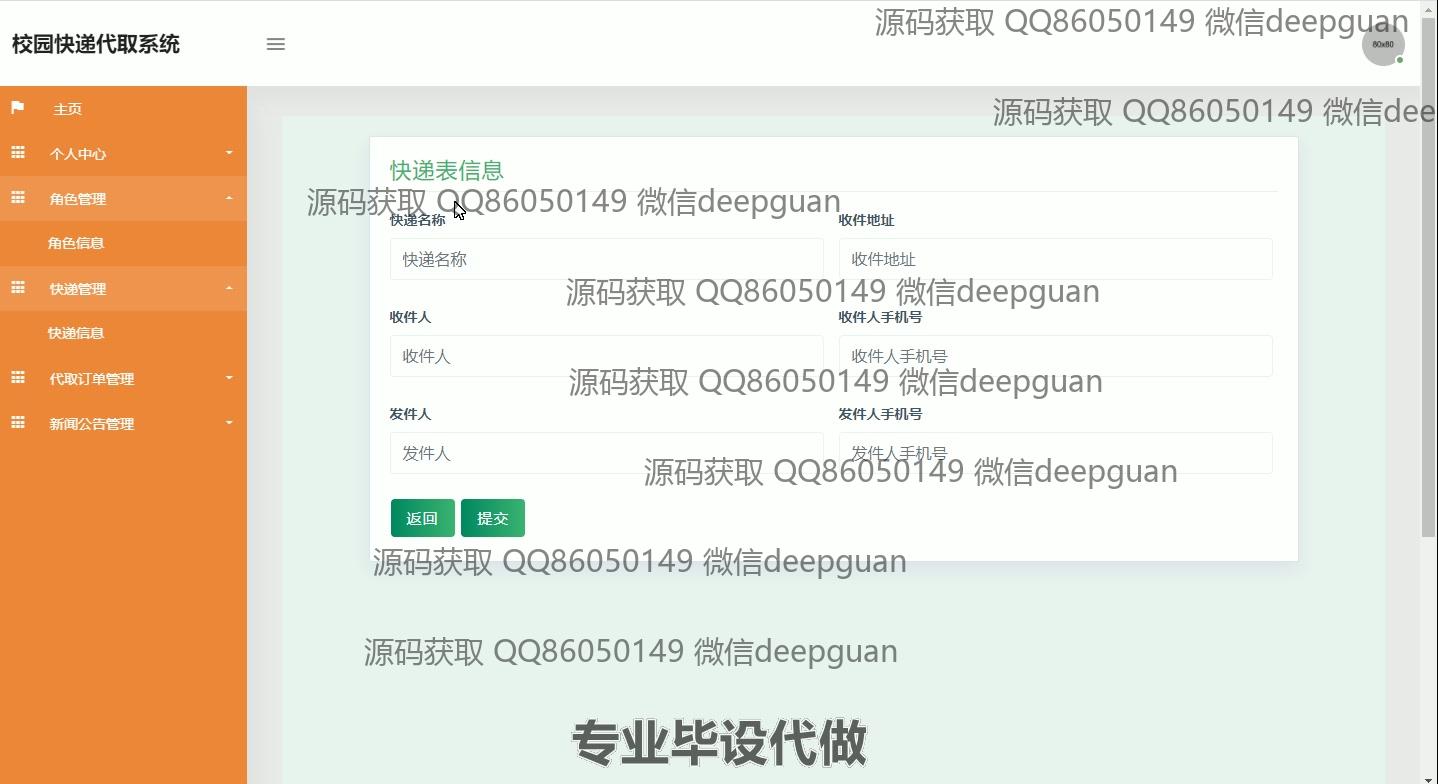 源码获取 QQ86050149 微信deepguan
校园快递代取系统
80x80
源码获取 QQ86050149 微信dee
主页
个人中心
角色管理
角色信息
快递管理
快递信息
代取订单管理
新闻公告管理
快递表信息
源码获取 QQ86050149 微信deepguan
快递名称 收件地址
快递名称 收件地址
源码获取 QQ86050149 微信deepguan
收件人 收件人手机号
收件人 收件人手机号
源码获取 QQ86050149 微信deepguan
发件人 发件人手机号
发件人 发件人手机号
源码获取 QQ86050149 微信deepguan
返回 提交
源码获取 QQ86050149 微信deepguan
源码获取 QQ86050149 微信deepguan
专业毕设代做